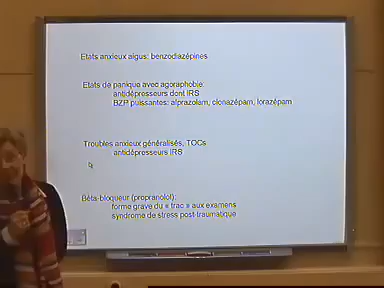 Etats anxieux aigus: benzodiazépines
Etats de panique avec agoraphobie:
antidépresseurs dont IRS
BZP puissantes: alprazolam, clonazépam, lorazépam
Troubles anxieux généralisés, TOCs
antidépresseurs IRS
Béta-bloqueur (propranolol):
forme grave du « trac » aux examens
syndrome de stress post-traumatique